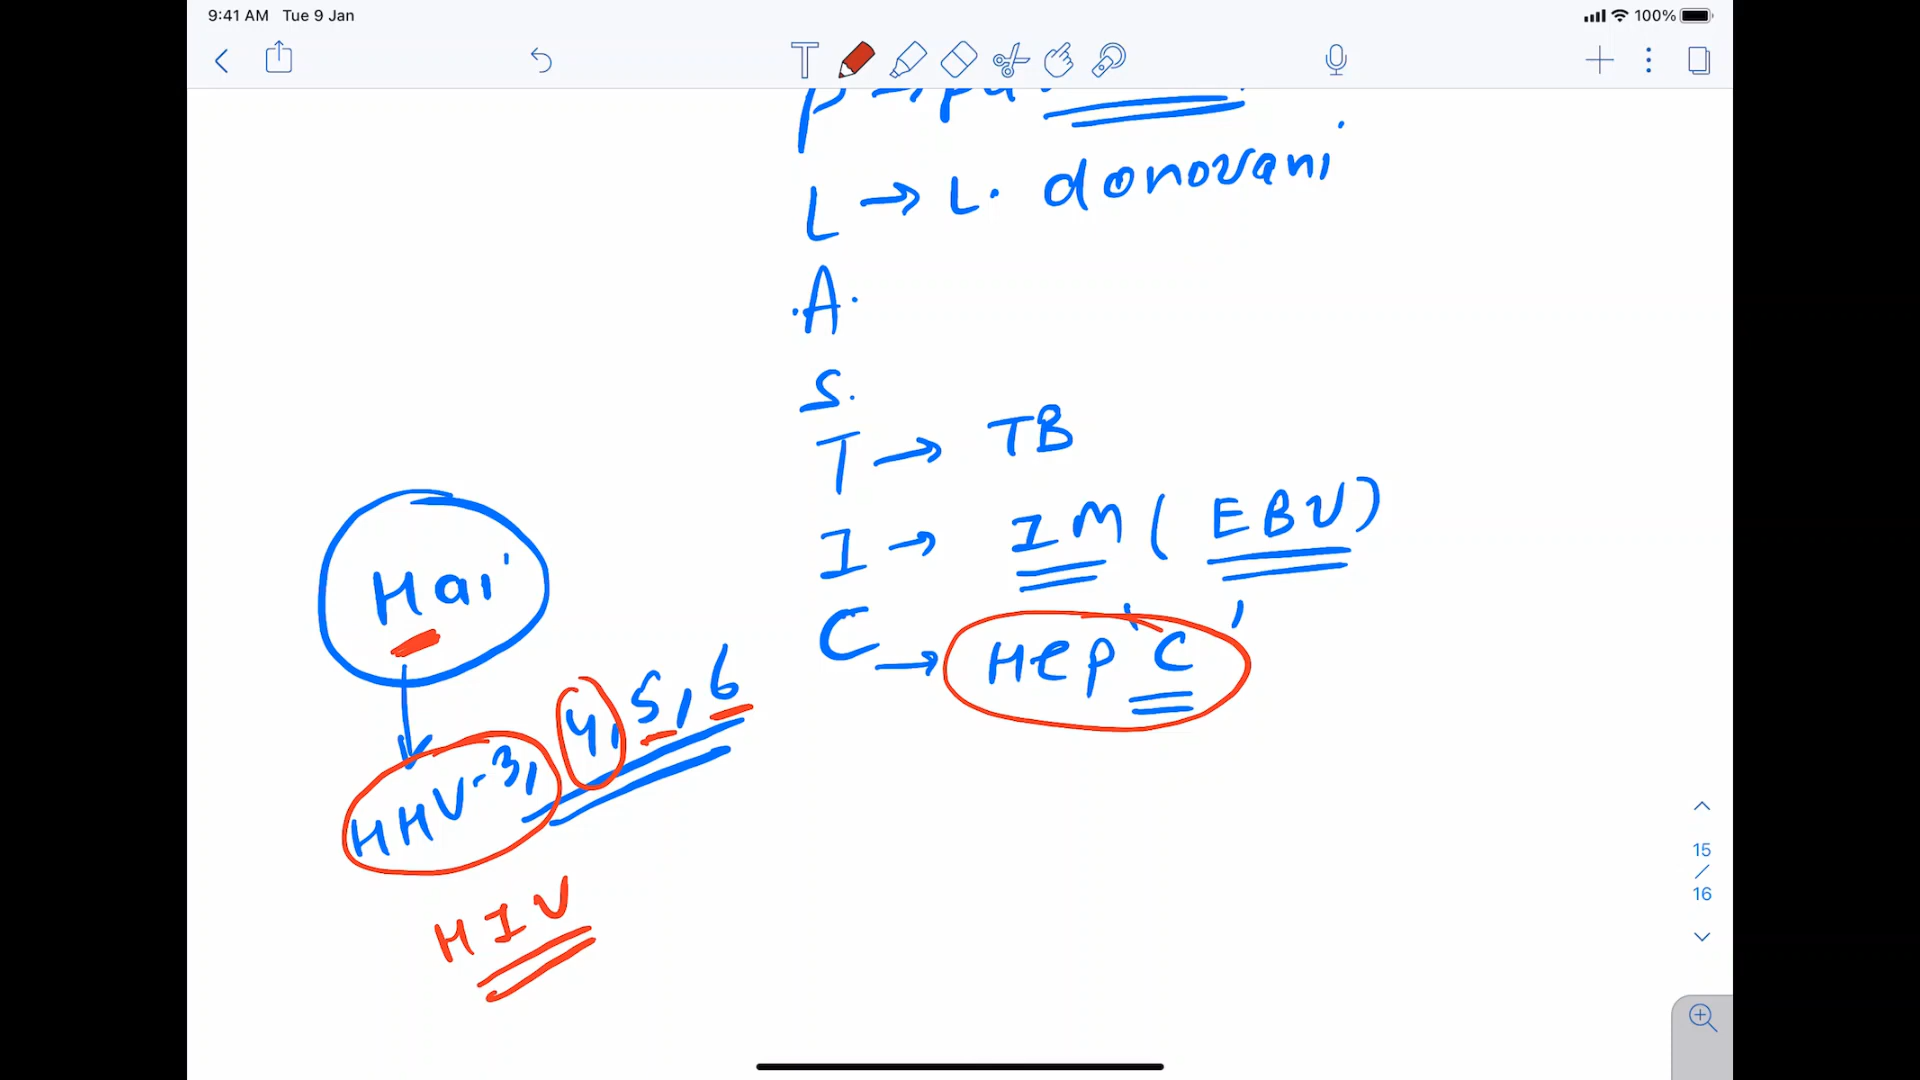 9:41 AM Tue 9 Jan
100%
T
L → L. donovani
.A.
S.
T → TB
I → IM (EBV)
C → Hep 'C'
Hai
HHV-3, 4, 5, 6
HIV
15
/
16